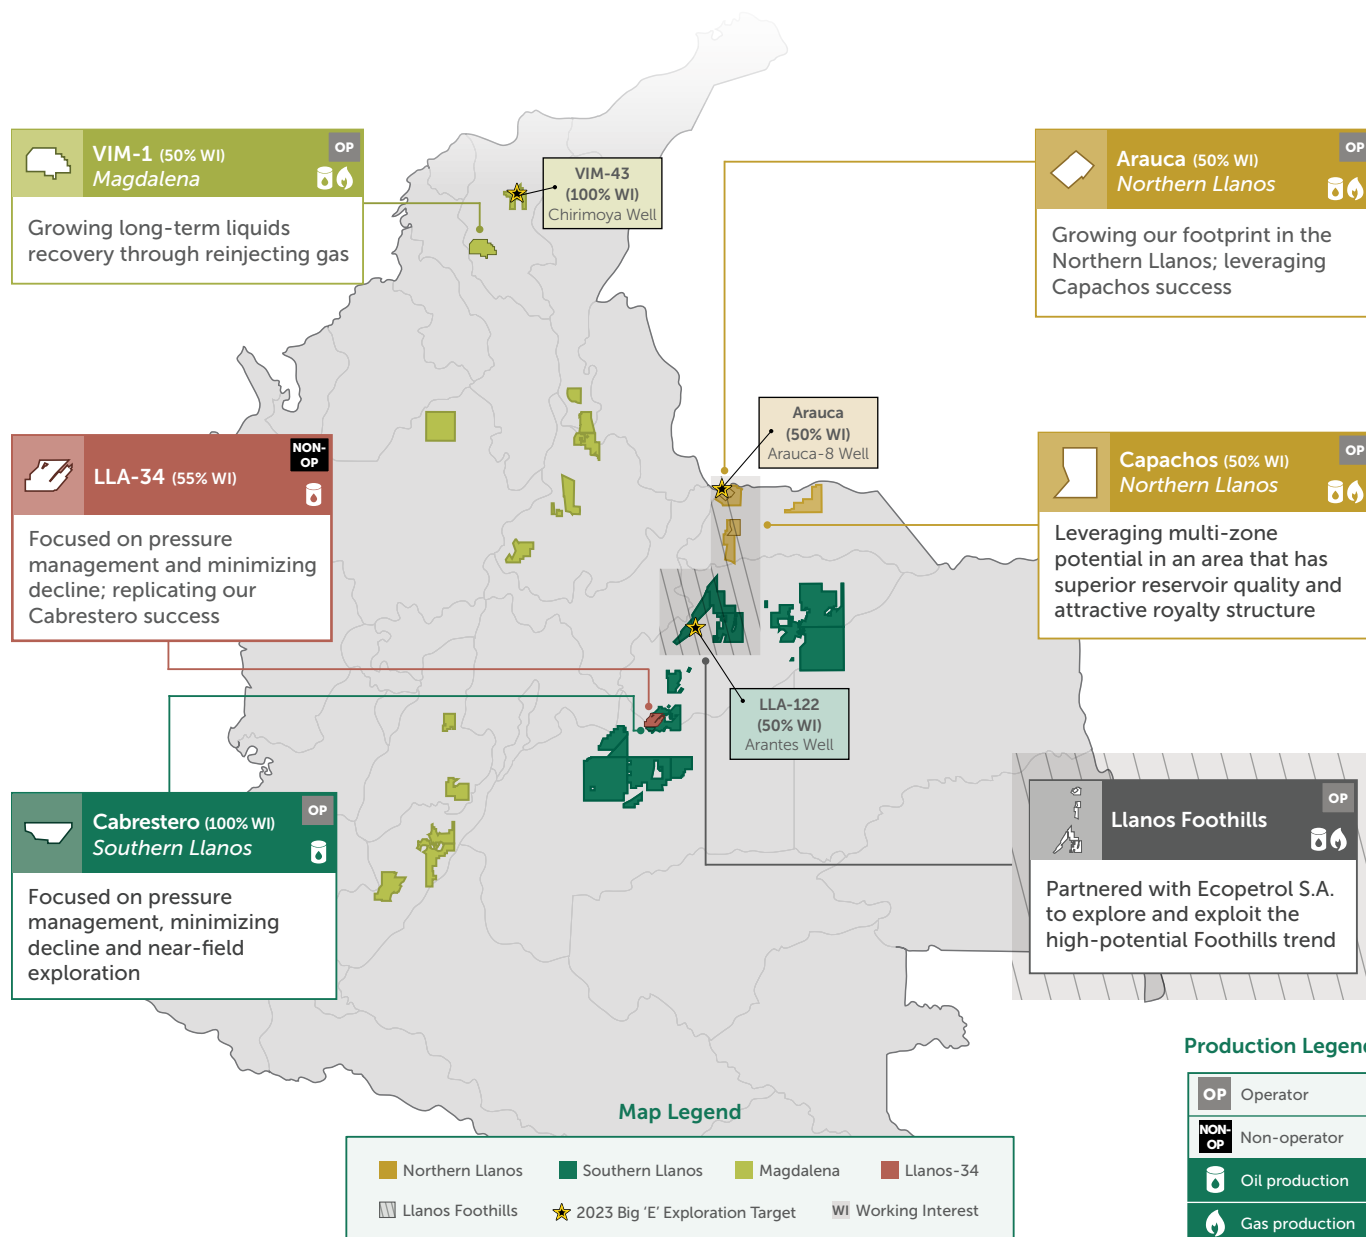 VIM-1 (50% WI)
Magdalena
OP
Growing long-term liquids
recovery through reinjecting gas
VIM-43
(100% WI)
Chirimoya Well
Arauca (50% WI)
Northern Llanos
OP
Growing our footprint in the
Northern Llanos; leveraging
Capachos success
Arauca
(50% WI)
Arauca-8 Well
LLA-34 (55% WI)
NON-
OP
Focused on pressure
management and minimizing
decline; replicating our
Cabrestero success
Capachos (50% WI)
Northern Llanos
OP
Leveraging multi-zone
potential in an area that has
superior reservoir quality and
attractive royalty structure
LLA-122
(50% WI)
Arantes Well
Cabrestero (100% WI)
Southern Llanos
OP
Focused on pressure
management, minimizing
decline and near-field
exploration
Llanos Foothills
OP
Partnered with Ecopetrol S.A.
to explore and exploit the
high-potential Foothills trend
Map Legend
Northern Llanos
Southern Llanos
Magdalena
Llanos-34
Llanos Foothills
2023 Big 'E' Exploration Target
WI Working Interest
Production Legend
OP Operator
NON-
OP Non-operator
Oil production
Gas production